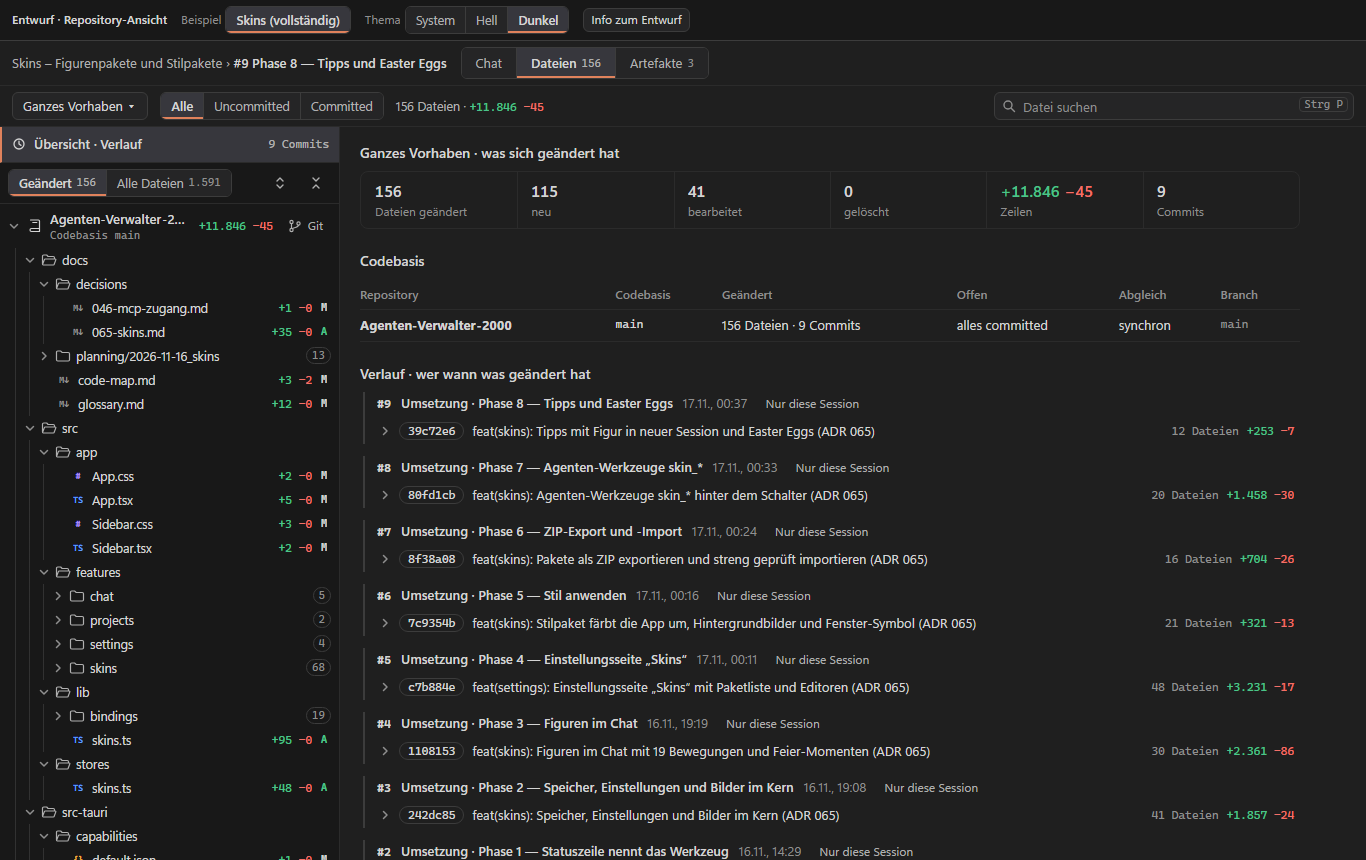 Entwurf · Repository-Ansicht Beispiel Skins (vollständig) Thema System Hell Dunkel Info zum Entwurf
Skins – Figurenpakete und Stilpakete › #9 Phase 8 — Tipps und Easter Eggs Chat Dateien 156 Artefakte 3
Ganzes Vorhaben Alle Uncommitted Committed 156 Dateien · +11.846 −45 Datei suchen Strg P
Übersicht · Verlauf 9 Commits
Geändert 156 Alle Dateien 1.591
Agenten-Verwalter-2... +11.846 −45 Git
Codebasis main
docs
decisions
046-mcp-zugang.md +1 −0 M
065-skins.md +35 −0 A
planning/2026-11-16_skins 13
code-map.md +3 −2 M
glossary.md +12 −0 M
src
app
# App.css +2 −0 M
TS App.tsx +5 −0 M
# Sidebar.css +3 −0 M
TS Sidebar.tsx +2 −0 M
features
chat 5
projects 2
settings 4
skins 68
lib
bindings 19
TS skins.ts +95 −0 A
stores
TS skins.ts +48 −0 A
src-tauri
capabilities
{} default.json +1 −0 M
Ganzes Vorhaben · was sich geändert hat
156 115 41 0 +11.846 −45 9
Dateien geändert neu bearbeitet gelöscht Zeilen Commits
Codebasis
Repository Codebasis Geändert Offen Abgleich Branch
Agenten-Verwalter-2000 main 156 Dateien · 9 Commits alles committed synchron main
Verlauf · wer wann was geändert hat
#9 Umsetzung · Phase 8 — Tipps und Easter Eggs 17.11., 00:37 Nur diese Session
39c72e6 feat(skins): Tipps mit Figur in neuer Session und Easter Eggs (ADR 065) 12 Dateien +253 −7
#8 Umsetzung · Phase 7 — Agenten-Werkzeuge skin_* 17.11., 00:33 Nur diese Session
80fd1cb feat(skins): Agenten-Werkzeuge skin_* hinter dem Schalter (ADR 065) 20 Dateien +1.458 −30
#7 Umsetzung · Phase 6 — ZIP-Export und -Import 17.11., 00:24 Nur diese Session
8f38a08 feat(skins): Pakete als ZIP exportieren und streng geprüft importieren (ADR 065) 16 Dateien +704 −26
#6 Umsetzung · Phase 5 — Stil anwenden 17.11., 00:16 Nur diese Session
7c9354b feat(skins): Stilpaket färbt die App um, Hintergrundbilder und Fenster-Symbol (ADR 065) 21 Dateien +321 −13
#5 Umsetzung · Phase 4 — Einstellungsseite „Skins“ 17.11., 00:11 Nur diese Session
c7b884e feat(settings): Einstellungsseite „Skins“ mit Paketliste und Editoren (ADR 065) 48 Dateien +3.231 −17
#4 Umsetzung · Phase 3 — Figuren im Chat 16.11., 19:19 Nur diese Session
1108153 feat(skins): Figuren im Chat mit 19 Bewegungen und Feier-Momenten (ADR 065) 30 Dateien +2.361 −86
#3 Umsetzung · Phase 2 — Speicher, Einstellungen und Bilder im Kern 16.11., 19:08 Nur diese Session
242dc85 feat(skins): Speicher, Einstellungen und Bilder im Kern (ADR 065) 41 Dateien +1.857 −24
#2 Umsetzung · Phase 1 — Statuszeile nennt das Werkzeug 16.11., 14:29 Nur diese Session